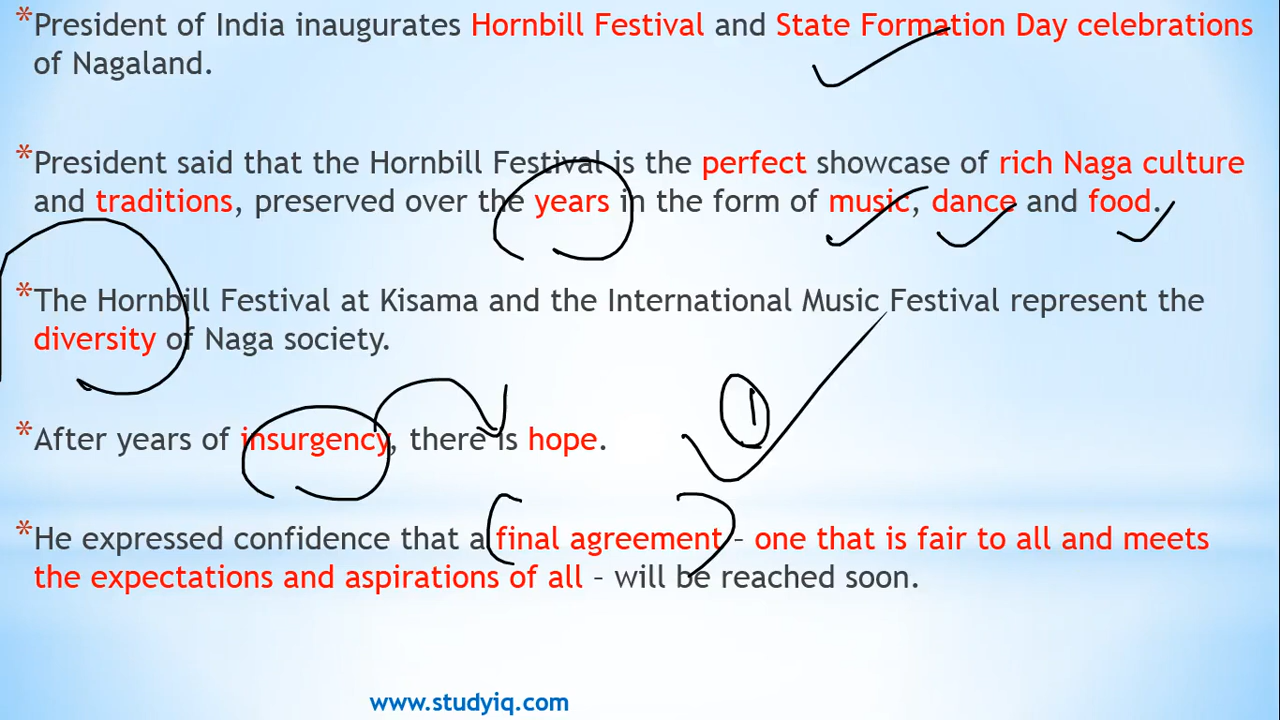 *President of India inaugurates Hornbill Festival and State Formation Day celebrations
of Nagaland.
*President said that the Hornbill Festival is the perfect showcase of rich Naga culture
and traditions, preserved over the years in the form of music, dance and food.
*The Hornbill Festival at Kisama and the International Music Festival represent the
diversity of Naga society.
1
*After years of insurgency, there is hope.
*He expressed confidence that a final agreement – one that is fair to all and meets
the expectations and aspirations of all – will be reached soon.
www.studyiq.com